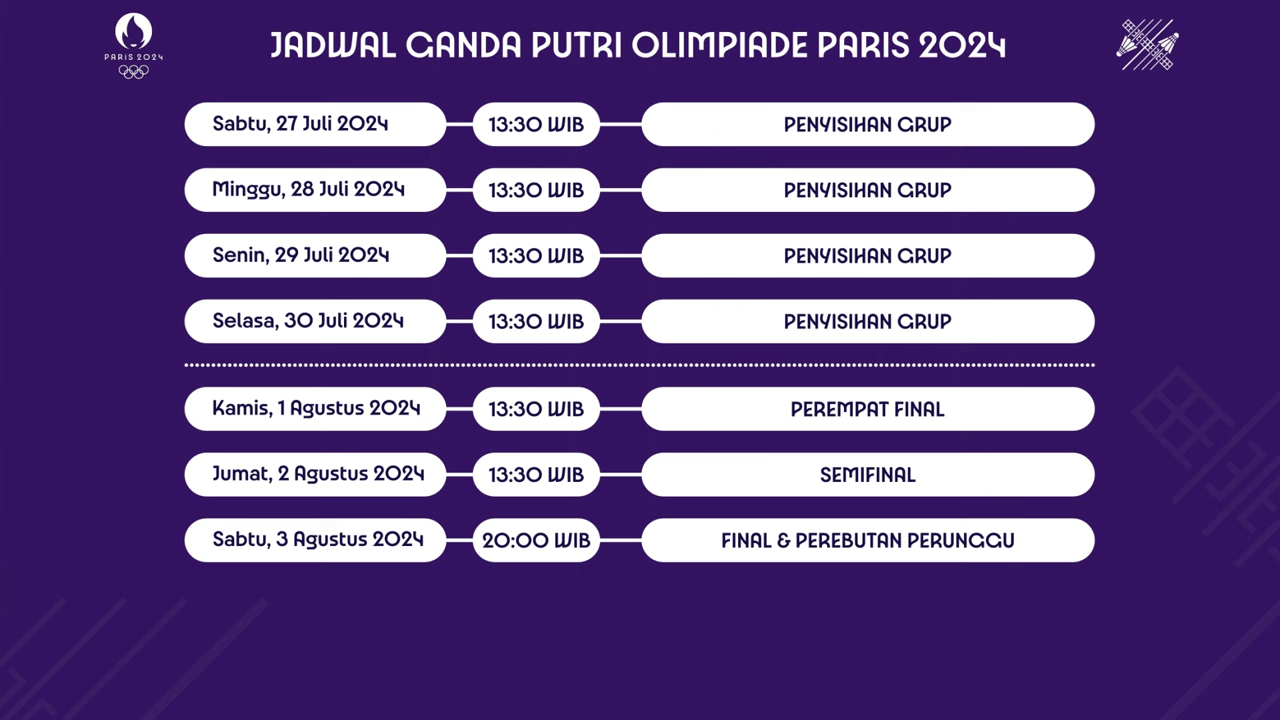 PARIS 2024
JADWAL GANDA PUTRI OLIMPIADE PARIS 2024
Sabtu, 27 Juli 2024 13:30 WIB PENYISIHAN GRUP
Minggu, 28 Juli 2024 13:30 WIB PENYISIHAN GRUP
Senin, 29 Juli 2024 13:30 WIB PENYISIHAN GRUP
Selasa, 30 Juli 2024 13:30 WIB PENYISIHAN GRUP
Kamis, 1 Agustus 2024 13:30 WIB PEREMPAT FINAL
Jumat, 2 Agustus 2024 13:30 WIB SEMIFINAL
Sabtu, 3 Agustus 2024 20:00 WIB FINAL & PEREBUTAN PERUNGGU